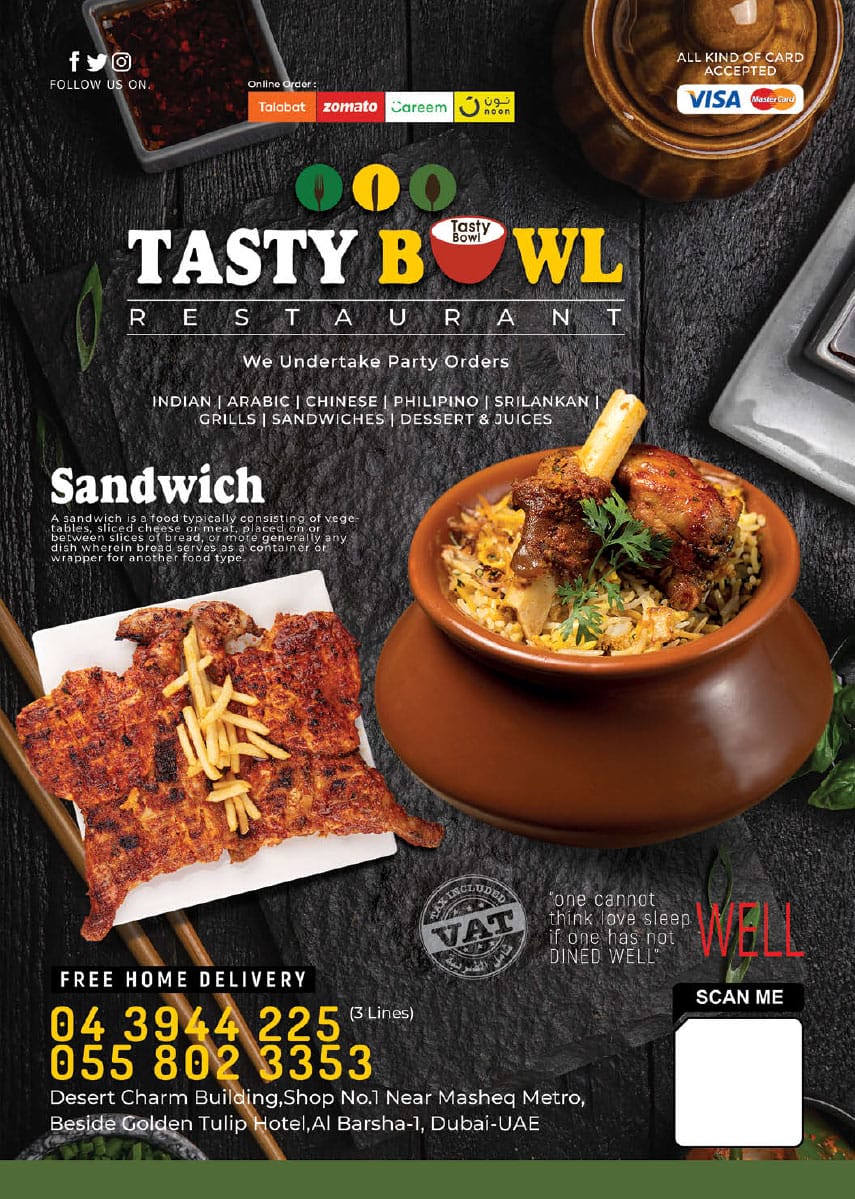 FOLLOW US ON.
Online Order :
Talabat
zomato
Careem
نون
noon
ALL KIND OF CARD
ACCEPTED
VISA
MasterCard
Tasty
Bowl
TASTY B WL
RESTAURANT
We Undertake Party Orders
INDIAN | ARABIC | CHINESE | PHILIPINO | SRILANKAN |
GRILLS | SANDWICHES | DESSERT & JUICES
Sandwich
A sandwich is a food typically consisting of vege-
tables, sliced cheese or meat, placed on or
between slices of bread, or more generally any
dish wherein bread serves as a container or
wrapper for another food type.
TAX INCLUDED
VAT
"one cannot
think love sleep
if one has not
DINED WELL"
WELL
FREE HOME DELIVERY
04 3944 225 (3 Lines)
055 802 3353
Desert Charm Building,Shop No.1 Near Masheq Metro,
Beside Golden Tulip Hotel,Al Barsha-1, Dubai-UAE
SCAN ME